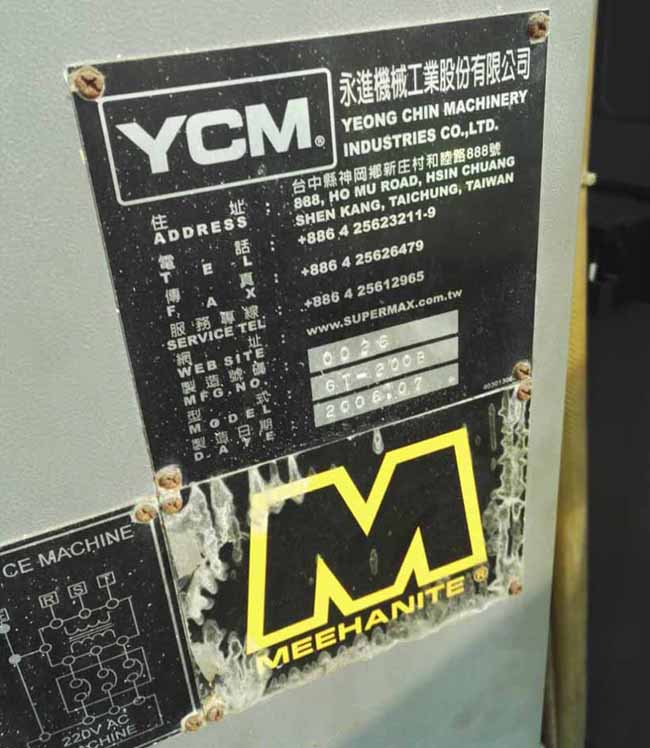 YCM®
永進機械工業股份有限公司
YEONG CHIN MACHINERY
INDUSTRIES CO.,LTD.
住址 : 台中縣神岡鄉新庄村和睦路888號
ADDRESS 888, HO MU ROAD, HSIN CHUANG
SHEN KANG, TAICHUNG, TAIWAN
電話 : +886 4 25623211-9
TEL
傳真 : +886 4 25626479
FAX
服務專線 : +886 4 25612965
SERVICE TEL
網址 : www.SUPERMAX.com.tw
WEB SITE
製造號碼 : 0026
MFG.NO.
型式 : GT-200B
MODEL
製造日期 : 2006.07
DATE
M
MEEHANITE®
CE MACHINE
R S T
220V AC
CHINE